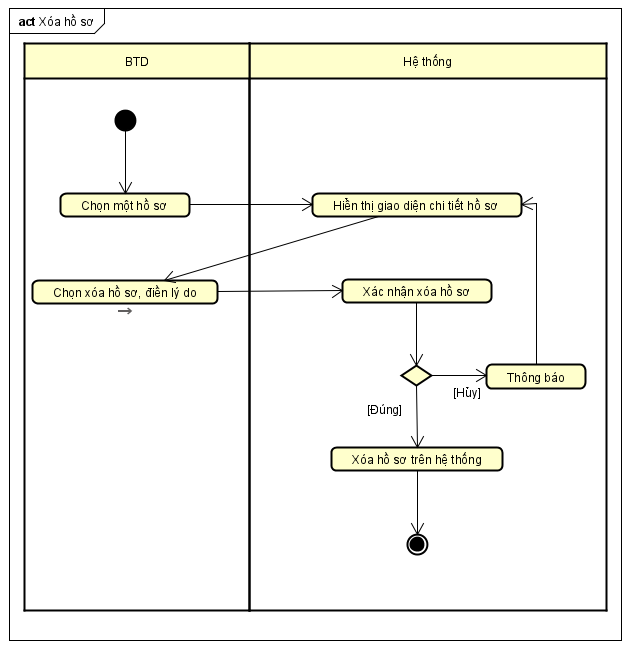 act Xóa hồ sơ
BTD
Hệ thống
Chọn một hồ sơ
Hiền thị giao diện chi tiết hồ sơ
Chọn xóa hồ sơ, điền lý do
Xác nhận xóa hồ sơ
Thông báo
[Hủy]
[Đúng]
Xóa hồ sơ trên hệ thống